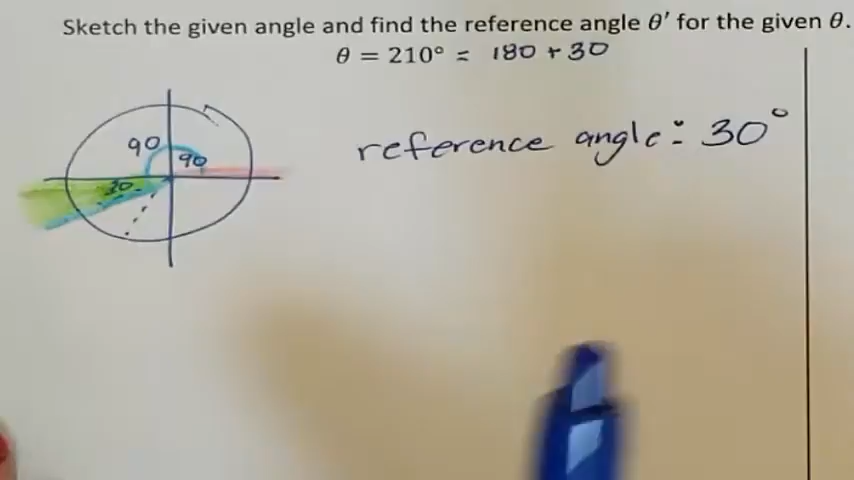 Sketch the given angle and find the reference angle θ′ for the given θ.
θ = 210° = 180 + 30
reference angle: 30°
90
90
30